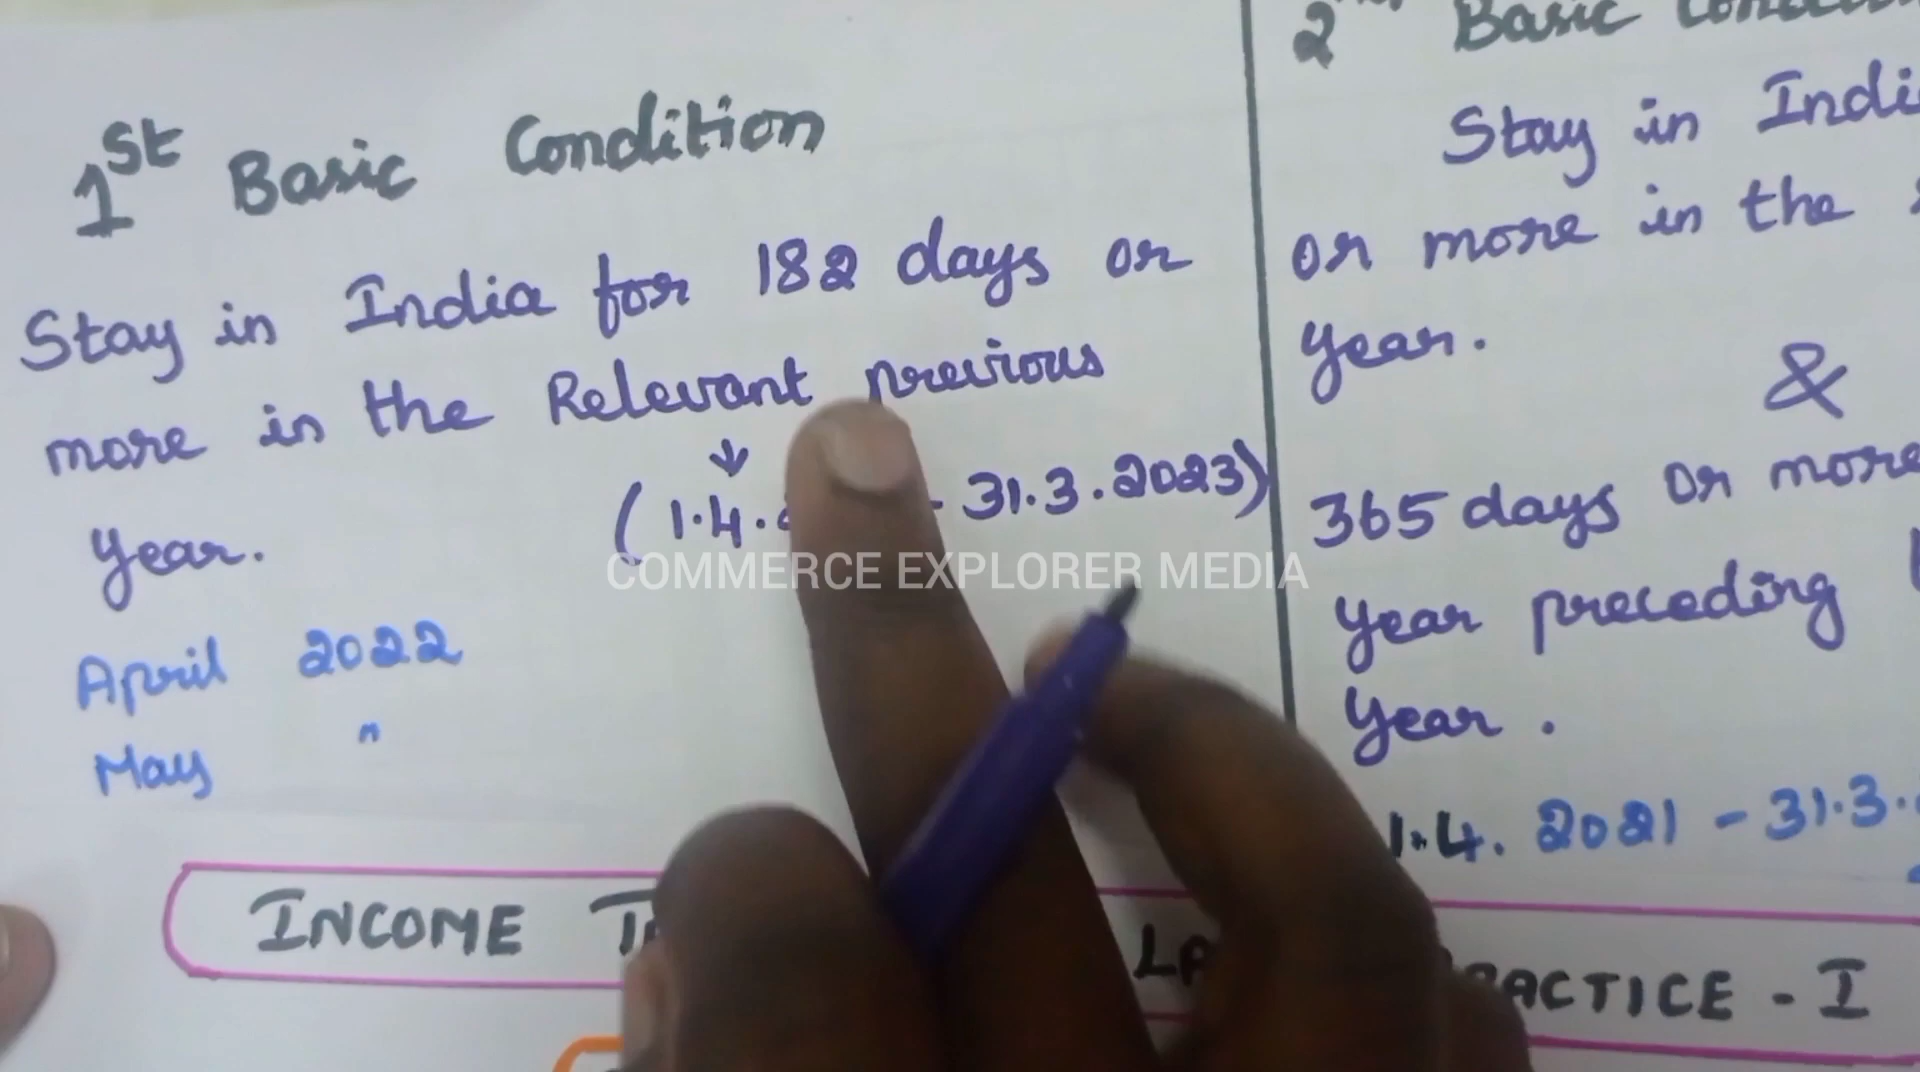 1st Basic Condition
Stay in India for 182 days or
more in the Relevant previous
year.
(1.4. - 31.3.2023)
April 2022
May "
2 Basic
Stay in
or more in the
year.
&
365 days or more
year preceding
year.
1.4.2021 - 31.3.
INCOME
- I
COMMERCE EXPLORER MEDIA